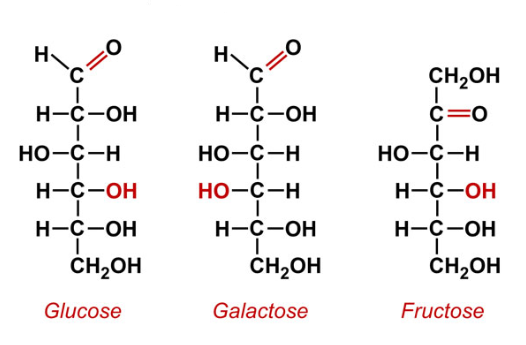 H O
C
H–C–OH
HO–C–H
H–C–OH
H–C–OH
CH₂OH
Glucose
H O
C
H–C–OH
HO–C–H
HO–C–H
H–C–OH
CH₂OH
Galactose
CH₂OH
C=O
HO–C–H
H–C–OH
H–C–OH
CH₂OH
Fructose